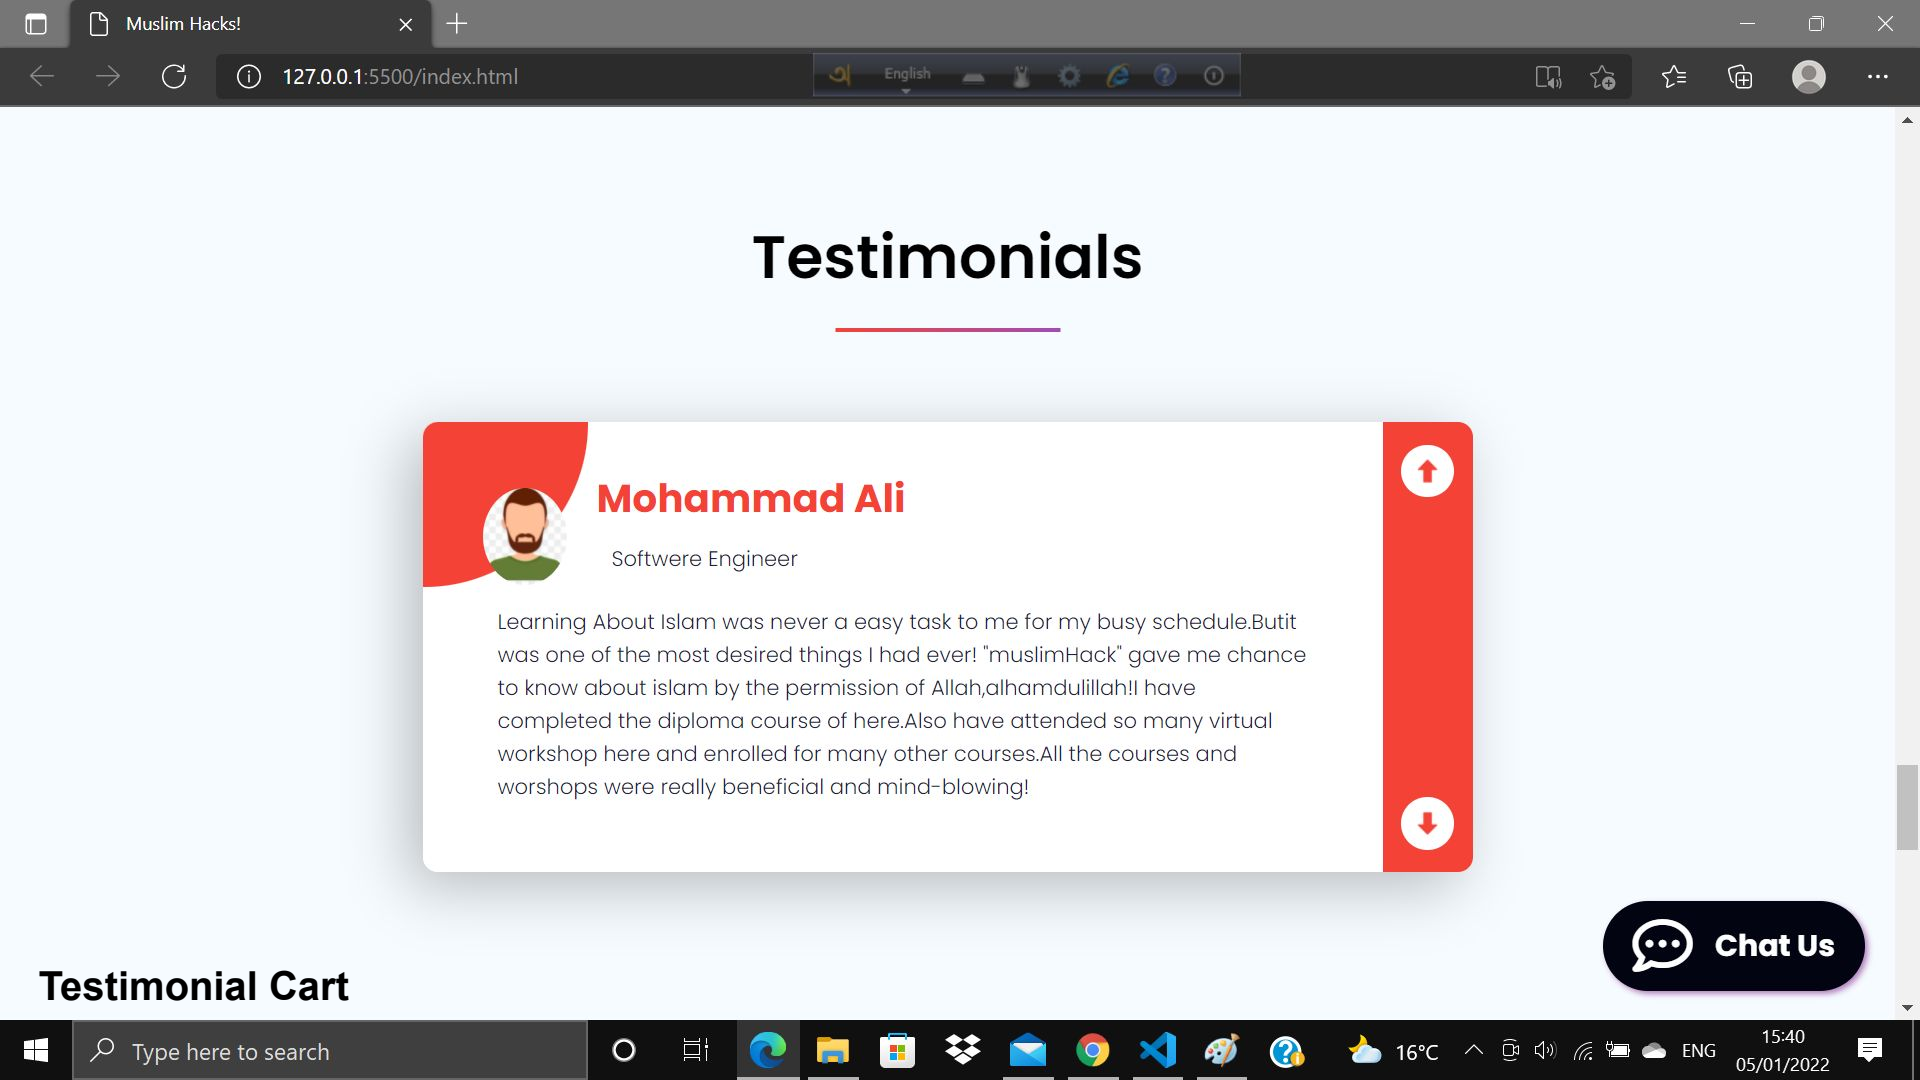 Muslim Hacks!
127.0.0.1:5500/index.html
English
Testimonials
Mohammad Ali
Softwere Engineer
Learning About Islam was never a easy task to me for my busy schedule.Butit
was one of the most desired things I had ever! "muslimHack" gave me chance
to know about islam by the permission of Allah,alhamdulillah!I have
completed the diploma course of here.Also have attended so many virtual
workshop here and enrolled for many other courses.All the courses and
worshops were really beneficial and mind-blowing!
Chat Us
Testimonial Cart
Type here to search
16°C
ENG
15:40
05/01/2022